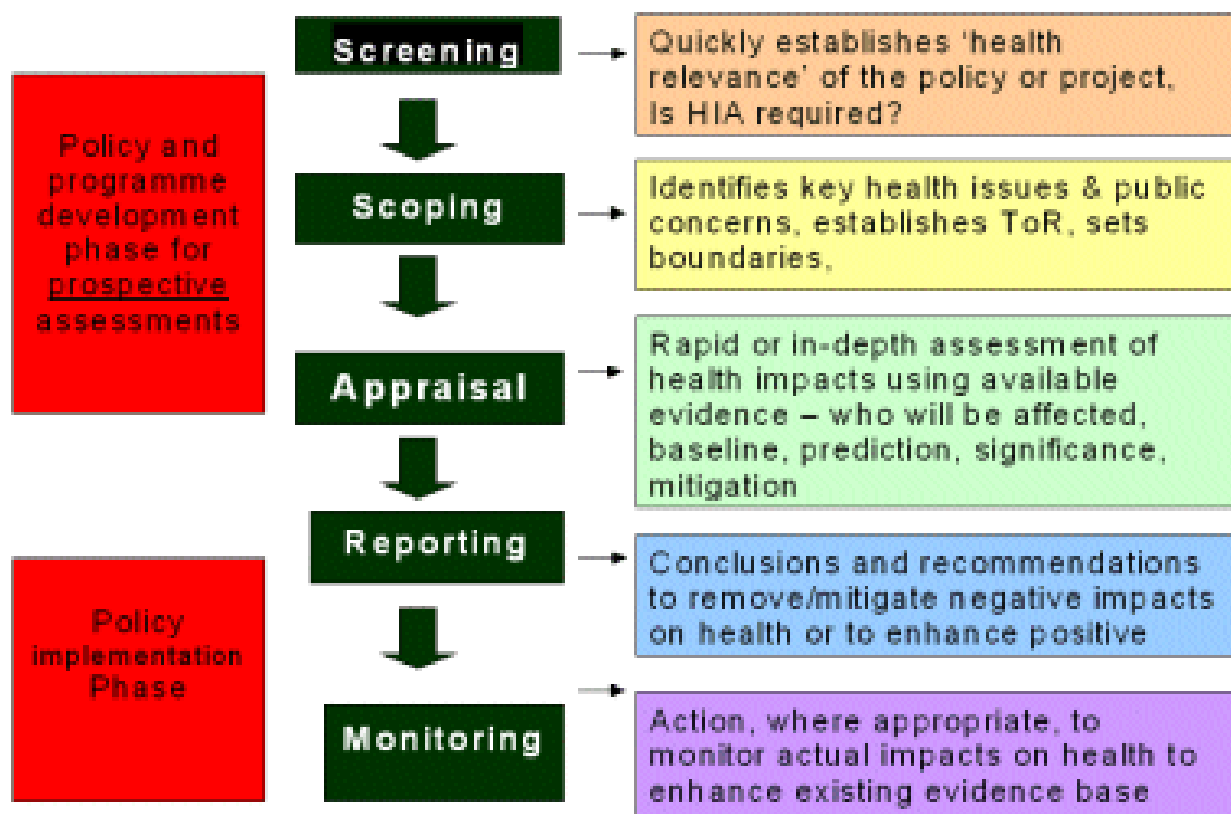 Screening
Quickly establishes ‘health
relevance’ of the policy or project,
Is HIA required?
Policy and
programme
development
phase for
prospective
assessments
Scoping
Identifies key health issues & public
concerns, establishes ToR, sets
boundaries,
Appraisal
Rapid or in-depth assessment of
health impacts using available
evidence – who will be affected,
baseline, prediction, significance,
mitigation
Reporting
Conclusions and recommendations
to remove/mitigate negative impacts
on health or to enhance positive
Policy
implementation
Phase
Monitoring
Action, where appropriate, to
monitor actual impacts on health to
enhance existing evidence base